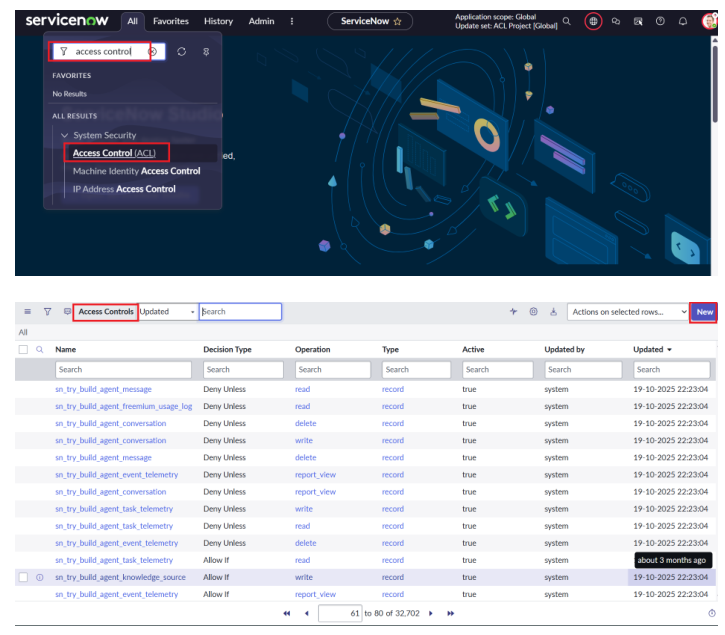 servicenow All Favorites History Admin ServiceNow Application scope: Global
Update set: ACL Project [Global]
access control
FAVORITES
No Results
ALL RESULTS
System Security
Access Control (ACL)
Machine Identity Access Control
IP Address Access Control
ed,
Access Controls Updated Search Actions on selected rows... New
All
Name Decision Type Operation Type Active Updated by Updated
Search Search Search Search Search Search Search
sn_try_build_agent_message Deny Unless read record true system 19-10-2025 22:23:04
sn_try_build_agent_freemium_usage_log Deny Unless read record true system 19-10-2025 22:23:04
sn_try_build_agent_conversation Deny Unless delete record true system 19-10-2025 22:23:04
sn_try_build_agent_conversation Deny Unless write record true system 19-10-2025 22:23:04
sn_try_build_agent_message Deny Unless delete record true system 19-10-2025 22:23:04
sn_try_build_agent_event_telemetry Deny Unless report_view record true system 19-10-2025 22:23:04
sn_try_build_agent_conversation Deny Unless report_view record true system 19-10-2025 22:23:04
sn_try_build_agent_task_telemetry Deny Unless write record true system 19-10-2025 22:23:04
sn_try_build_agent_task_telemetry Deny Unless read record true system 19-10-2025 22:23:04
sn_try_build_agent_event_telemetry Deny Unless delete record true system 19-10-2025 22:23:04
sn_try_build_agent_task_telemetry Allow If read record true system about 3 months ago
sn_try_build_agent_knowledge_source Allow If write record true system 19-10-2025 22:23:04
sn_try_build_agent_event_telemetry Allow If report_view record true system 19-10-2025 22:23:04
61 to 80 of 32,702